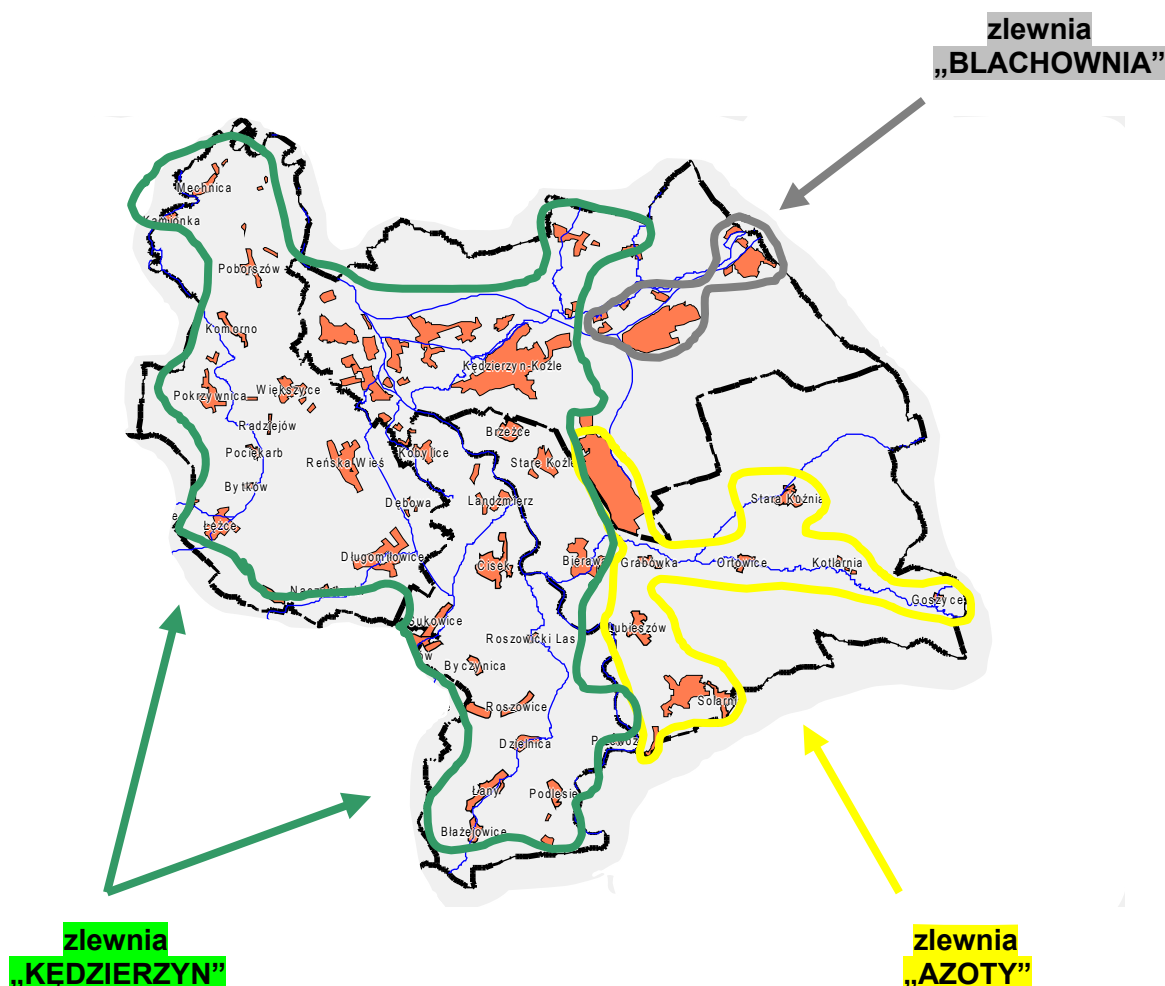 zlewnia
„BLACHOWNIA”
Mechnica
Kamionka
Poborszów
Komorno
Kędzierzyn-Koźle
Pokrzywnica
Większyce
Radziejów
Brzeźce
Pociękarb
Reńska Wieś
Kobylice
Stare Koźle
Bytków
Dębowa
Landzmierz
Stara Kuźnia
Łężce
Długomiłowice
Cisek
Bierawa
Grabówka
Ortowice
Kotlarnia
Goszyce
Sukowice
Roszowicki Las
Lubieszów
Byczynica
Roszowice
Solarnia
Dzielnica
Przewóz
Łany
Podlesie
Błażejowice
zlewnia
„KĘDZIERZYN”
zlewnia
„AZOTY”